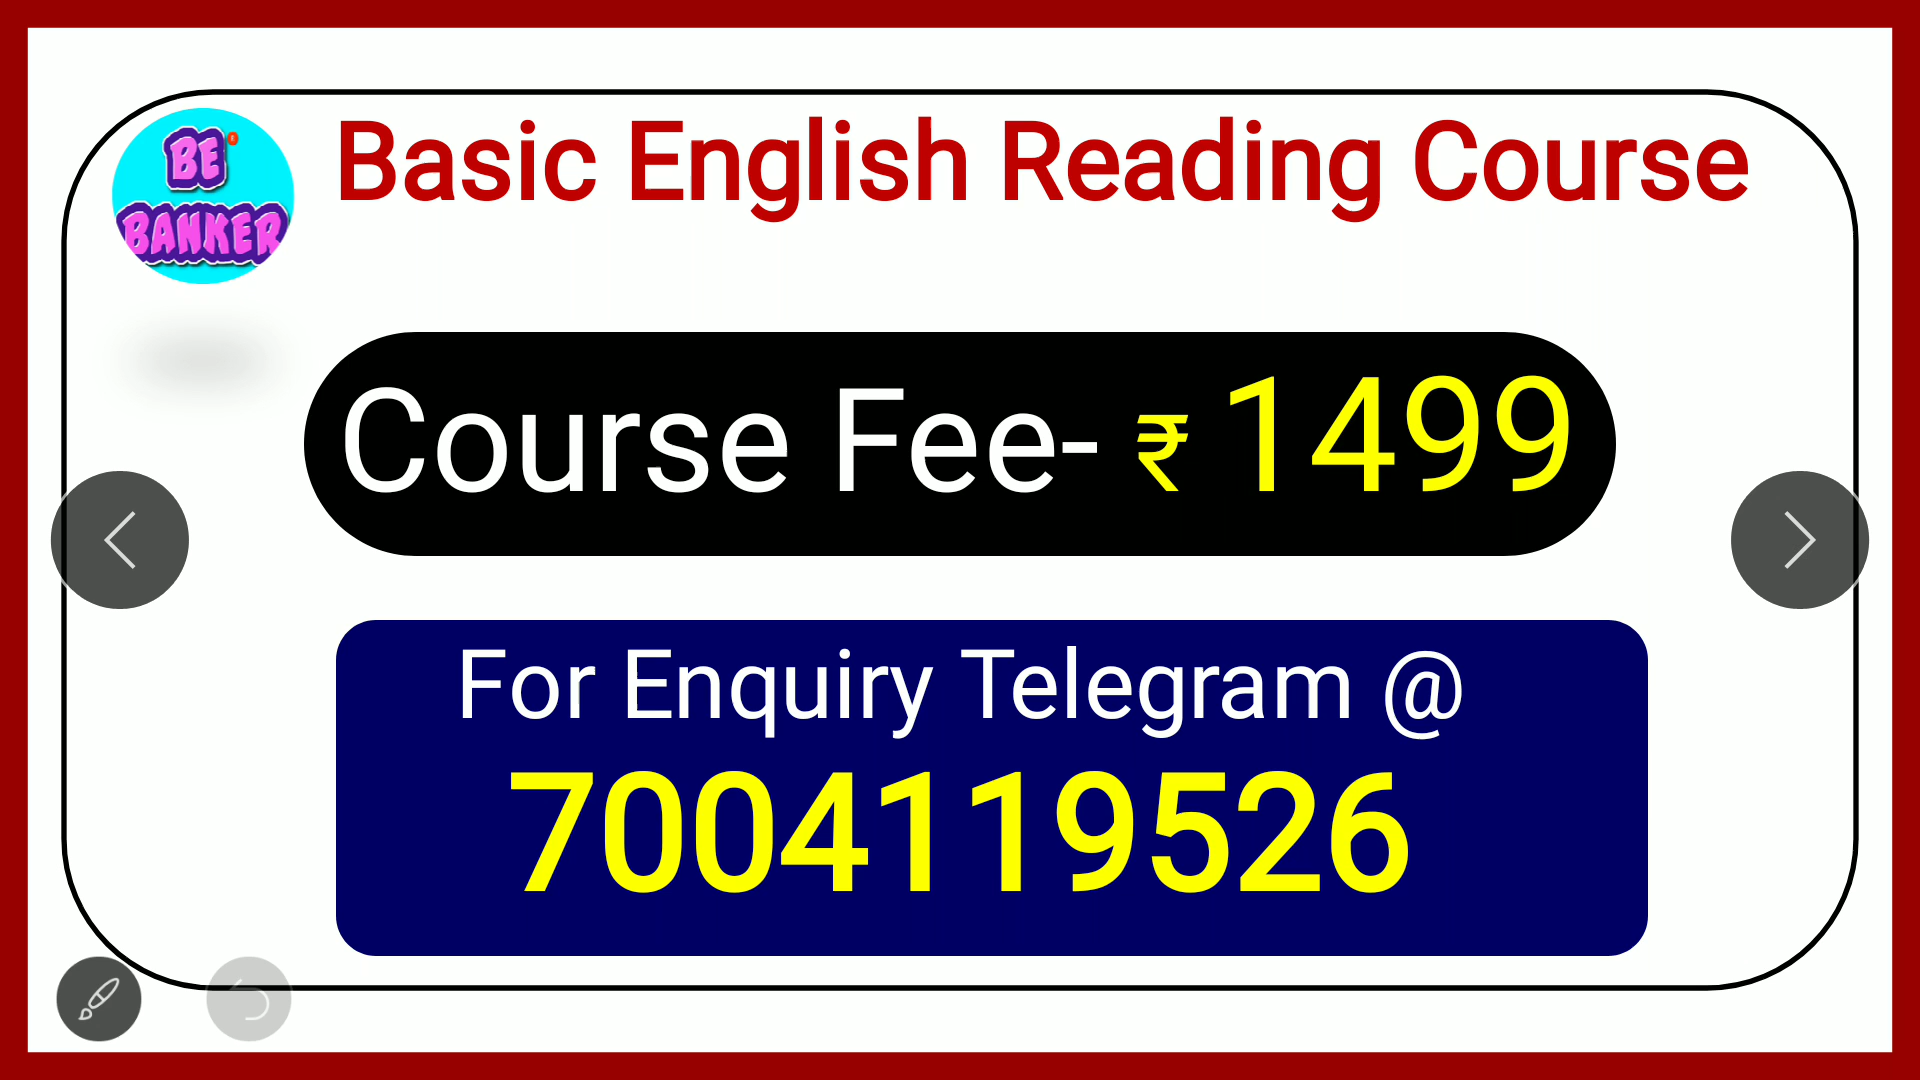 BE
BANKER
Basic English Reading Course
Course Fee- ₹ 1499
For Enquiry Telegram @
7004119526